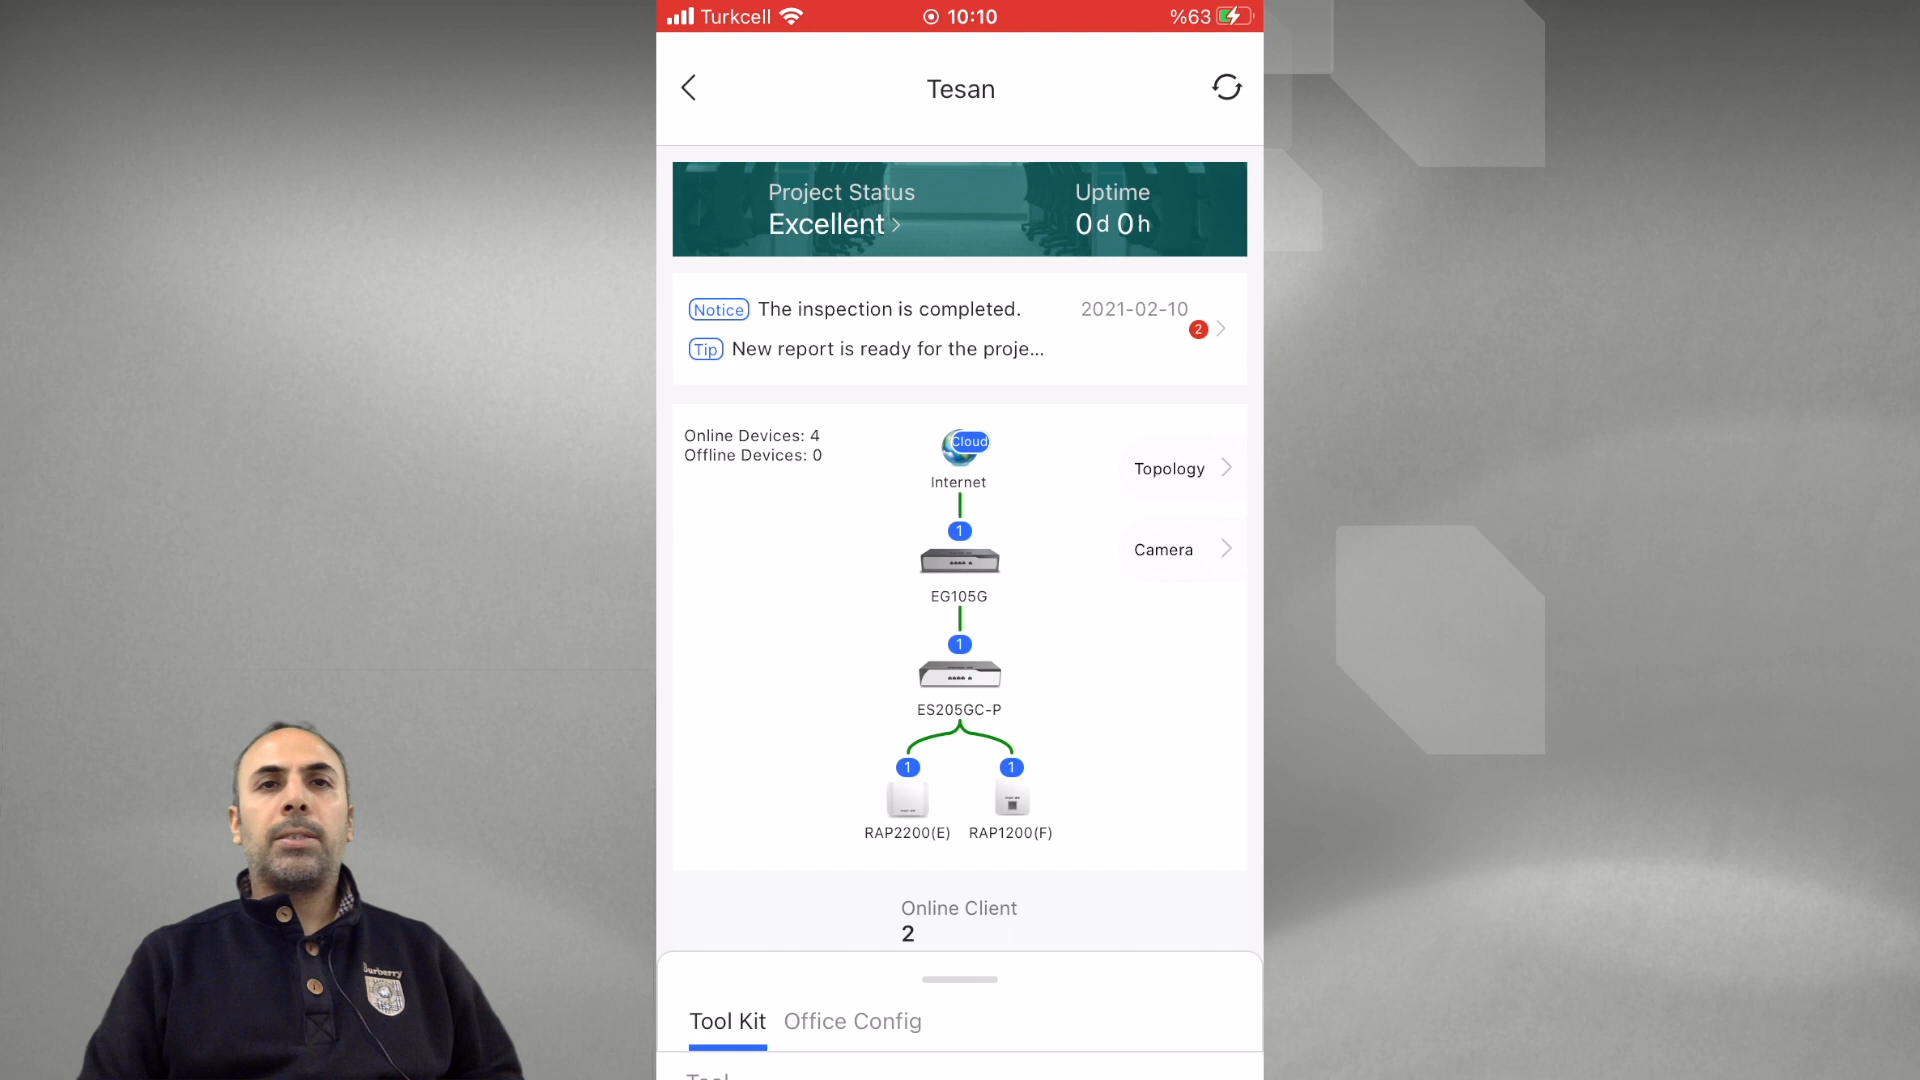 Turkcell 10:10 %63
Tesan
Project Status
Excellent
Uptime
0d 0h
Notice The inspection is completed. 2021-02-10
2
Tip New report is ready for the proje...
Online Devices: 4
Offline Devices: 0
Cloud
Internet
Topology
1
Camera
EG105G
1
ES205GC-P
1 1
RAP2200(E) RAP1200(F)
Online Client
2
Burberry
Tool Kit Office Config
Tool